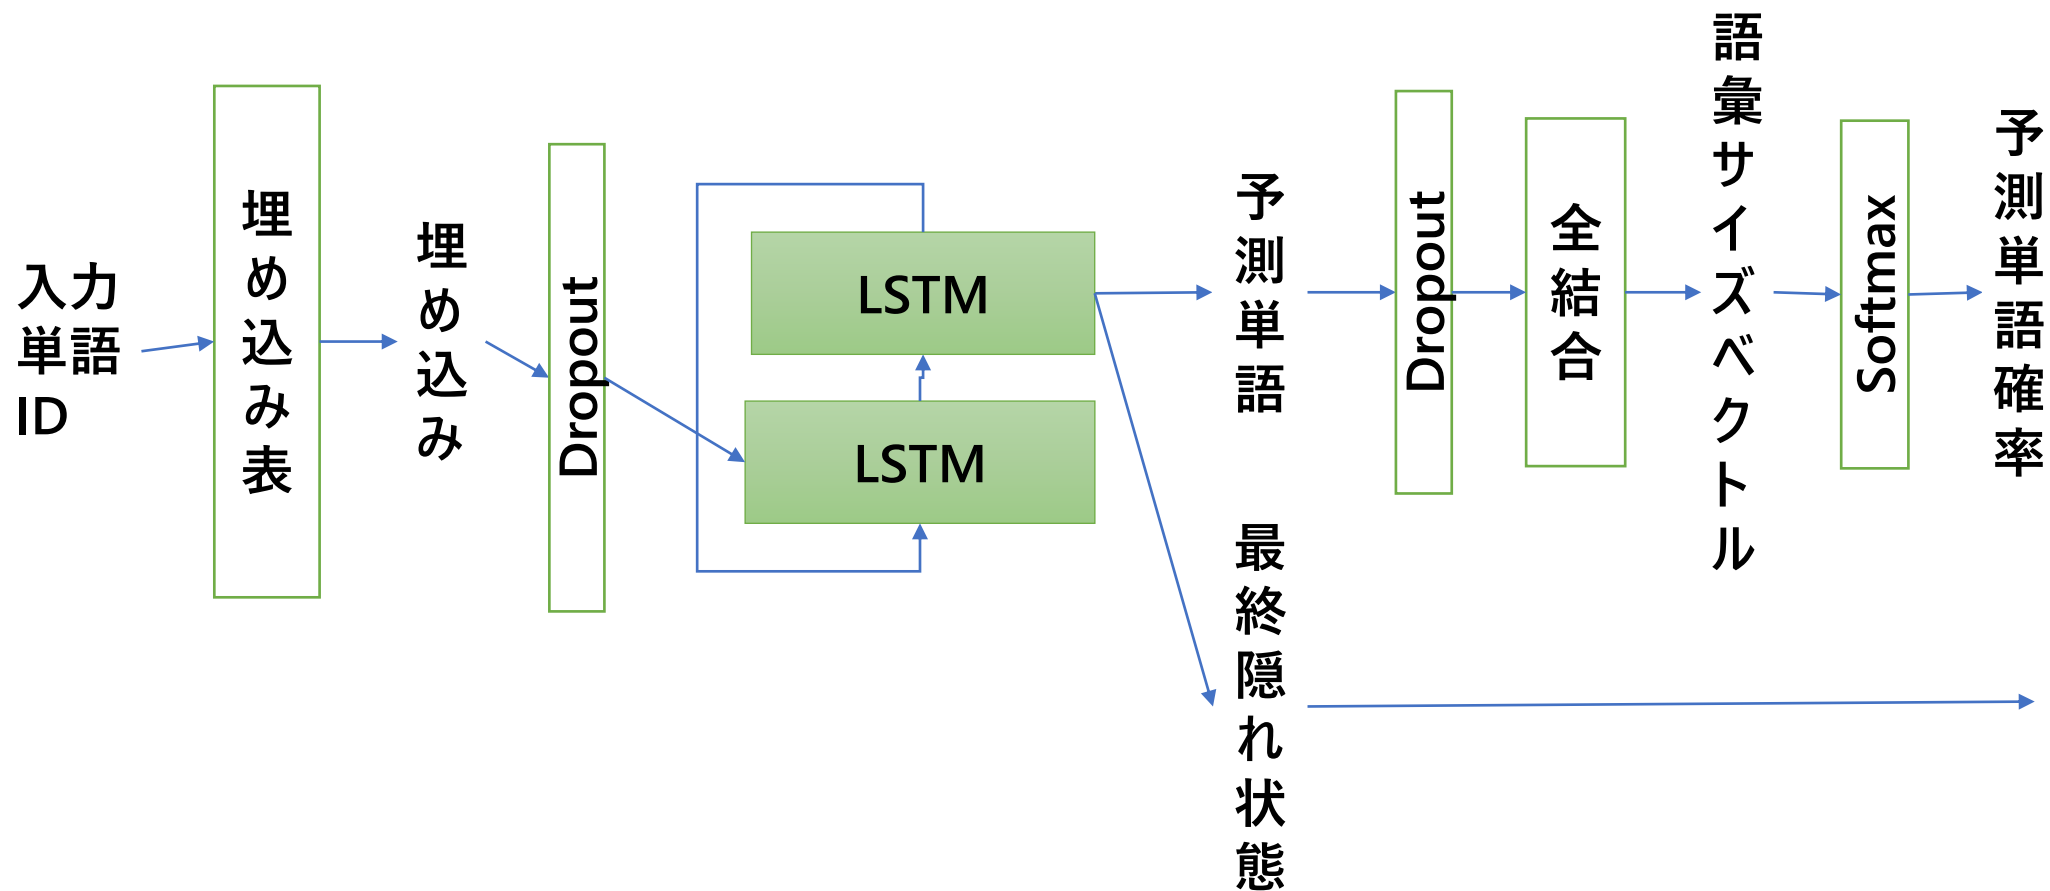 入力
単語
ID
埋め込み表
埋め込み
Dropout
LSTM
LSTM
予測単語
最終隠れ状態
Dropout
全結合
語彙サイズベクトル
Softmax
予測単語確率